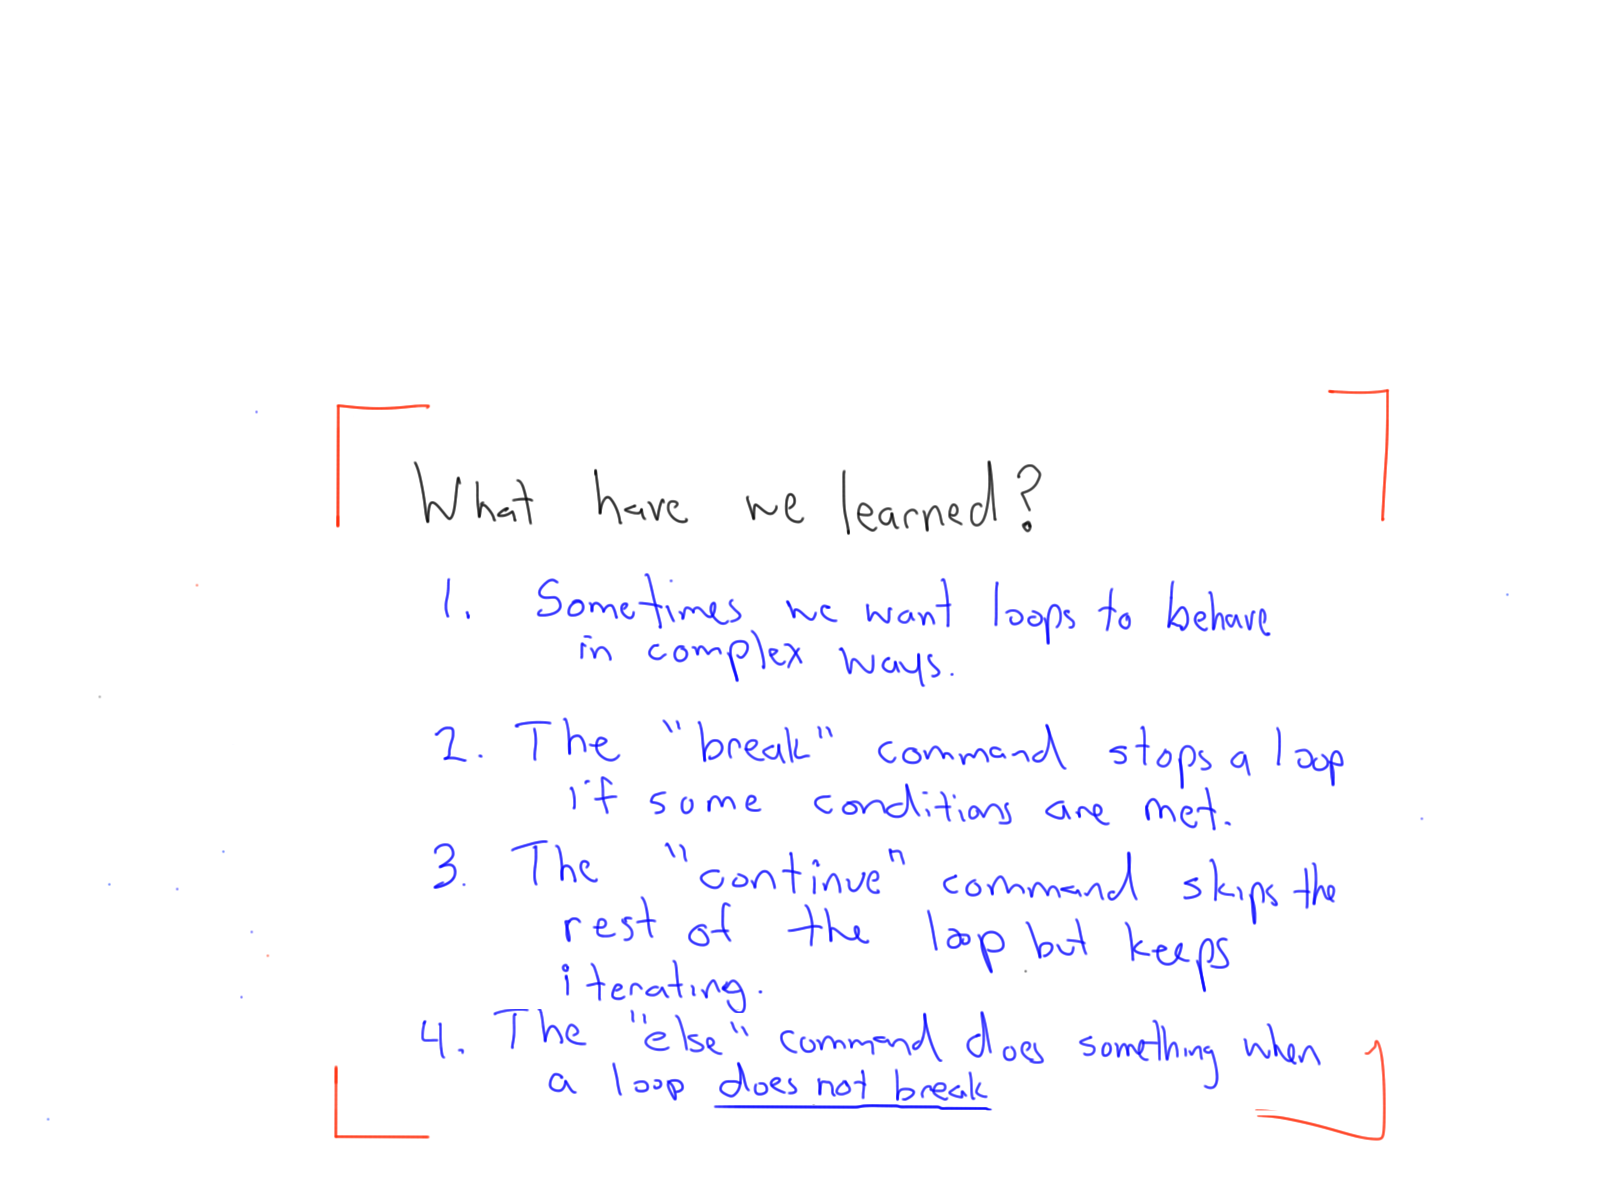 What have we learned?
1. Sometimes we want loops to behave
in complex ways.
2. The "break" command stops a loop
if some conditions are met.
3. The "continue" command skips the
rest of the loop but keeps
iterating.
4. The "else" command does something when
a loop does not break